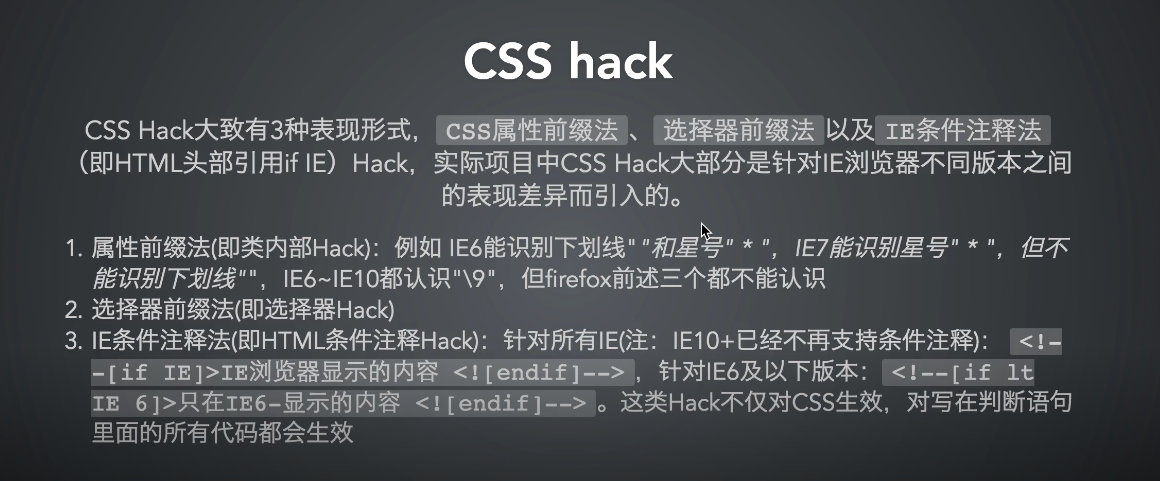 CSS hack
CSS Hack大致有3种表现形式，CSS属性前缀法、选择器前缀法以及IE条件注释法
（即HTML头部引用if IE）Hack，实际项目中CSS Hack大部分是针对IE浏览器不同版本之间
的表现差异而引入的。
1. 属性前缀法(即类内部Hack)：例如 IE6能识别下划线" "和星号" * "，IE7能识别星号" * "，但不
能识别下划线""，IE6~IE10都认识"\9"，但firefox前述三个都不能认识
2. 选择器前缀法(即选择器Hack)
3. IE条件注释法(即HTML条件注释Hack)：针对所有IE(注：IE10+已经不再支持条件注释)： <!-
-[if IE]>IE浏览器显示的内容 <![endif]-->，针对IE6及以下版本： <!--[if lt
IE 6]>只在IE6-显示的内容 <![endif]-->。这类Hack不仅对CSS生效，对写在判断语句
里面的所有代码都会生效